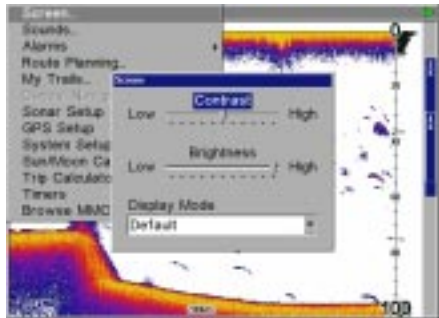 Screen...
Sounds...
Alarms
Route Planning...
My Trails...
Sonar Setup
GPS Setup
System Setup
Sun/Moon Ca
Trip Calculato
Timers
Browse MMC
Screen
Contrast
Low High
Brightness
Low High
Display Mode
Default
0
100